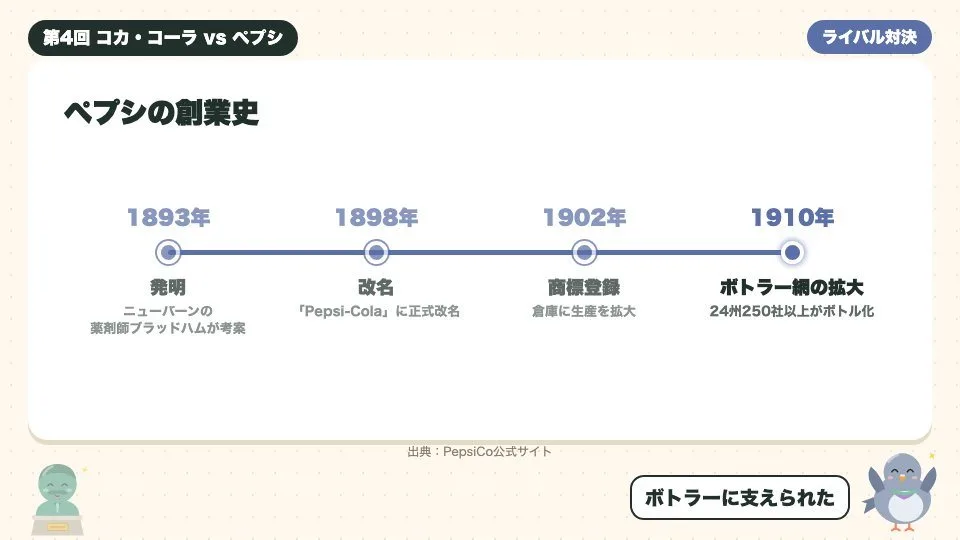 第4回 コカ・コーラ vs ペプシ
ライバル対決
ペプシの創業史
1893年
発明
ニューバーンの
薬剤師ブラッドハムが考案
1898年
改名
「Pepsi-Cola」に正式改名
1902年
商標登録
倉庫に生産を拡大
1910年
ボトラー網の拡大
24州250社以上がボトル化
出典：PepsiCo公式サイト
ボトラーに支えられた